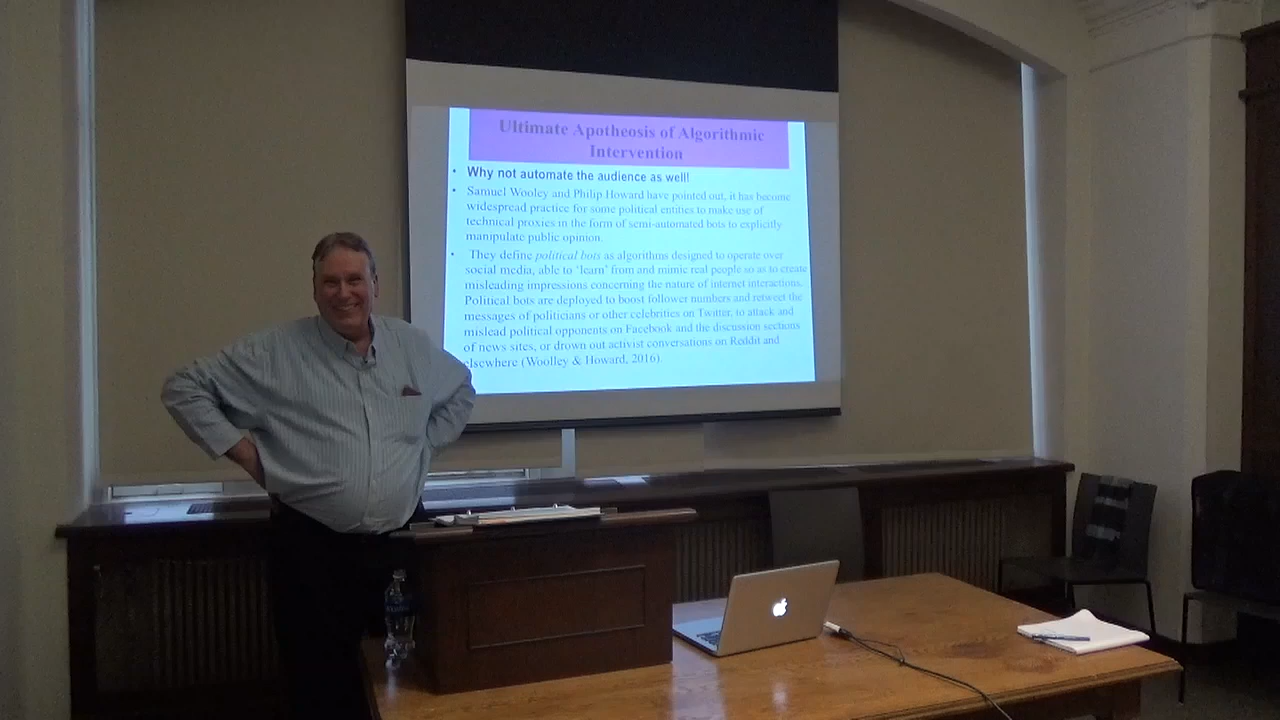 Ultimate Apotheosis of Algorithmic
Intervention
• Why not automate the audience as well!
• Samuel Wooley and Philip Howard have pointed out, it has become
widespread practice for some political entities to make use of
technical proxies in the form of semi-automated bots to explicitly
manipulate public opinion.
• They define political bots as algorithms designed to operate over
social media, able to ‘learn’ from and mimic real people so as to create
misleading impressions concerning the nature of internet interactions.
Political bots are deployed to boost follower numbers and retweet the
messages of politicians or other celebrities on Twitter, to attack and
mislead political opponents on Facebook and the discussion sections
of news sites, or drown out activist conversations on Reddit and
elsewhere (Woolley & Howard, 2016).